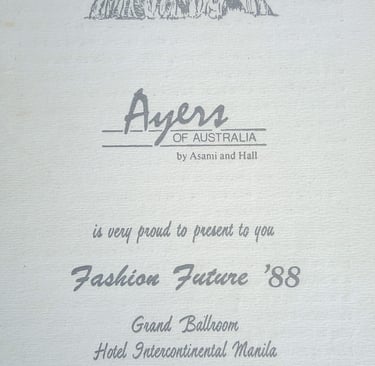 Ayers
OF AUSTRALIA
by Asami and Hall
is very proud to present to you
Fashion Future '88
Grand Ballroom
Hotel Intercontinental Manila